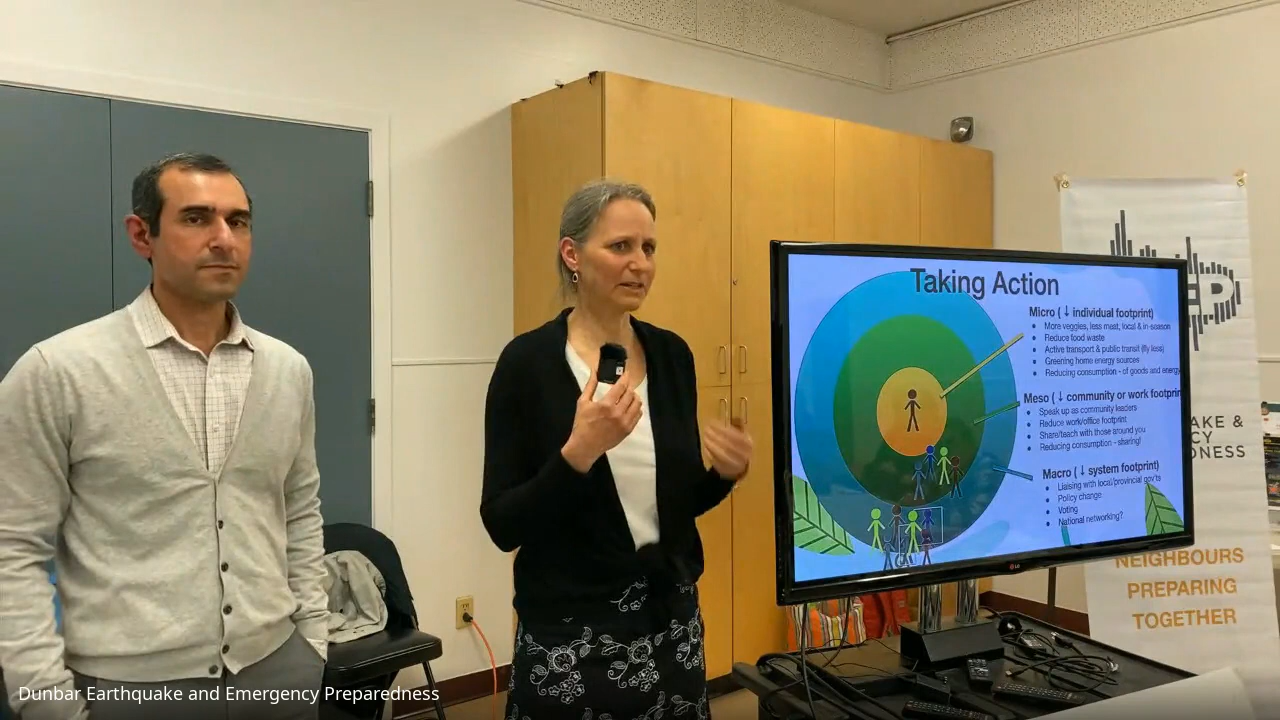 Taking Action
Micro ( ↓ individual footprint)
• More veggies, less meat, local & in-season
• Reduce food waste
• Active transport & public transit (fly less)
• Greening home energy sources
• Reducing consumption - of goods and energy
Meso ( ↓ community or work footprin
• Speak up as community leaders
• Reduce work/office footprint
• Share/teach with those around you
• Reducing consumption - sharing!
Macro ( ↓ system footprint)
• Liaising with local/provincial gov'ts
• Policy change
• Voting
• National networking?
LG
AKE &
CY
DNESS
NEIGHBOURS
PREPARING
TOGETHER
Dunbar Earthquake and Emergency Preparedness